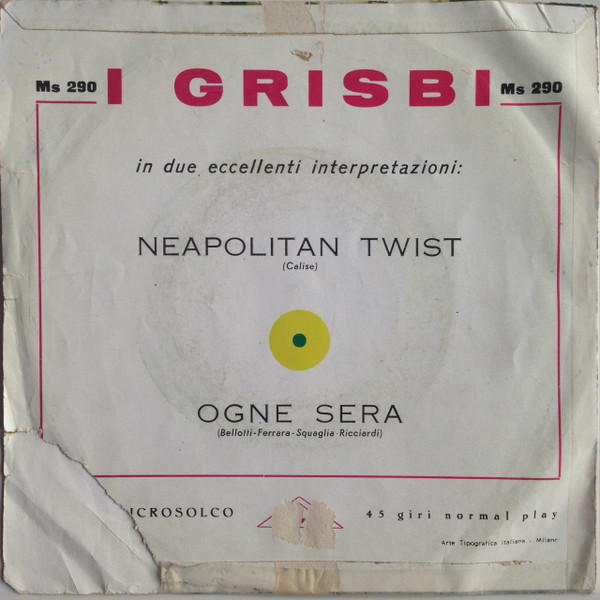 Ms 290 I GRISBI Ms 290
in due eccellenti interpretazioni:
NEAPOLITAN TWIST
(Calise)
OGNE SERA
(Bellotti-Ferrara-Squaglia-Ricciardi)
ICROSOLCO 45 giri normal play
Arte Tipografica Italiana - Milano